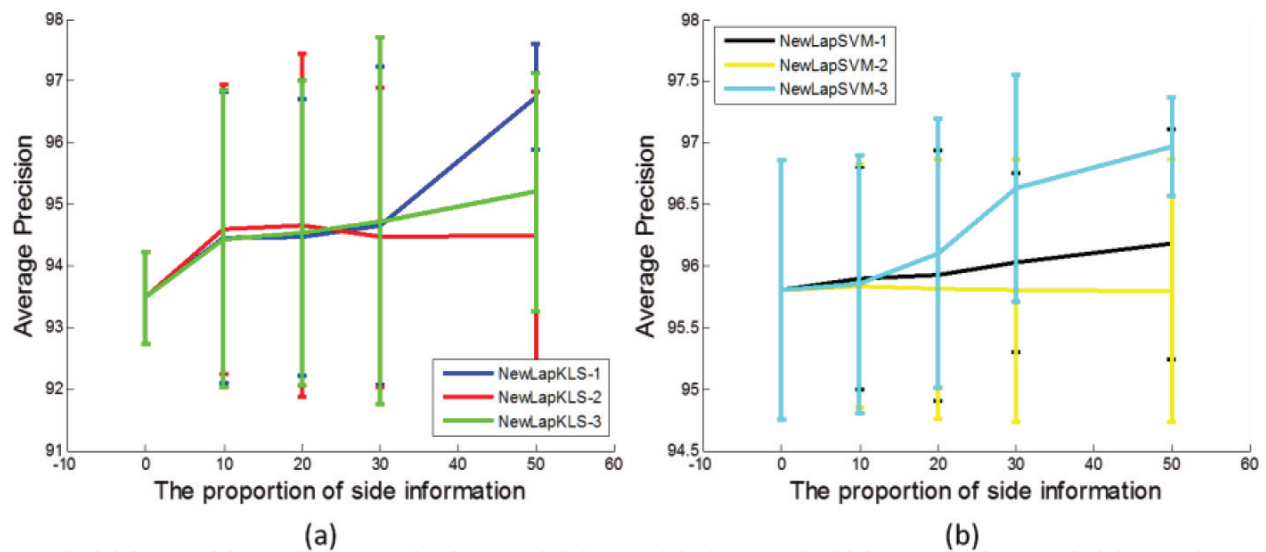 98
97
96
95
94
93
92
91
-10
0
10
20
30
40
50
60
Average Precision
The proportion of side information
NewLapKLS-1
NewLapKLS-2
NewLapKLS-3
(a)
98
97.5
97
96.5
96
95.5
95
94.5
-10
0
10
20
30
40
50
60
Average Precision
The proportion of side information
NewLapSVM-1
NewLapSVM-2
NewLapSVM-3
(b)